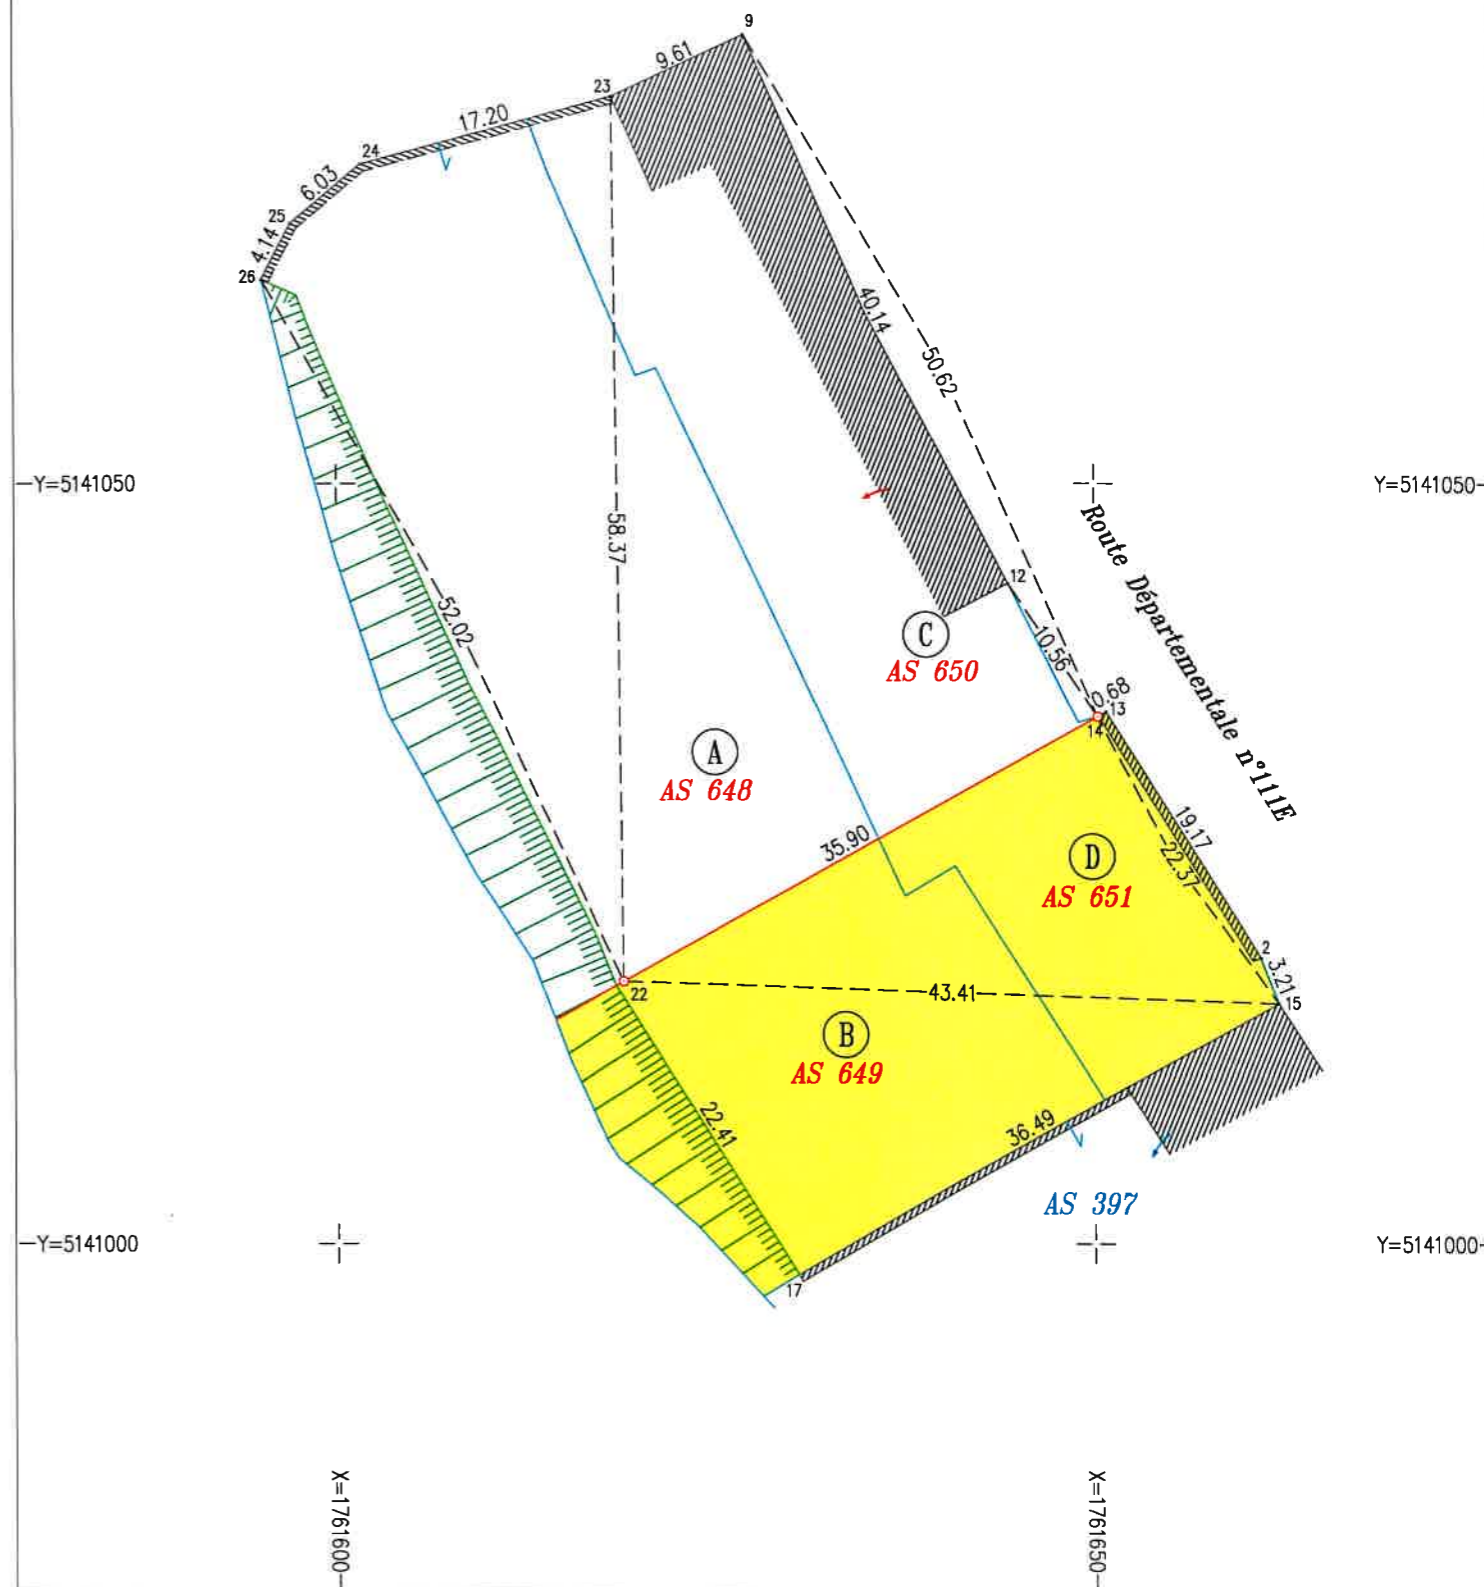 9
9.61
23
17.20
24
6.03
25
4.14
26
40.14
50.62
Y=5141050
Y=5141050
58.37
Route Départementale n°111E
12
52.02
C
10.56
AS 650
0.68
13
14
A
AS 648
19.17
35.90
22.37
D
AS 651
2
3.21
22
43.41
15
B
AS 649
22.41
36.49
AS 397
Y=5141000
Y=5141000
17
X=1761600
X=1761650